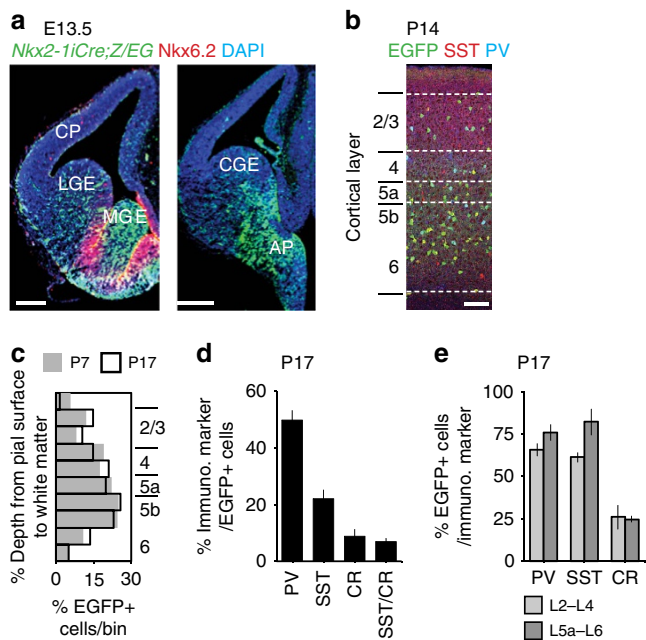 a
E13.5
Nkx2-1iCre;Z/EG Nkx6.2 DAPI
CP
LGE
MGE
CGE
AP
b
P14
EGFP SST PV
Cortical layer
2/3
4
5a
5b
6
c
P7 P17
% Depth from pial surface
to white matter
2/3
4
5a
5b
6
0 15 30
% EGFP+
cells/bin
d
P17
% Immuno. marker
/EGFP+ cells
60
40
20
0
PV
SST
CR
SST/CR
e
P17
% EGFP+ cells
/immuno. marker
100
75
50
25
0
PV SST CR
L2–L4
L5a–L6